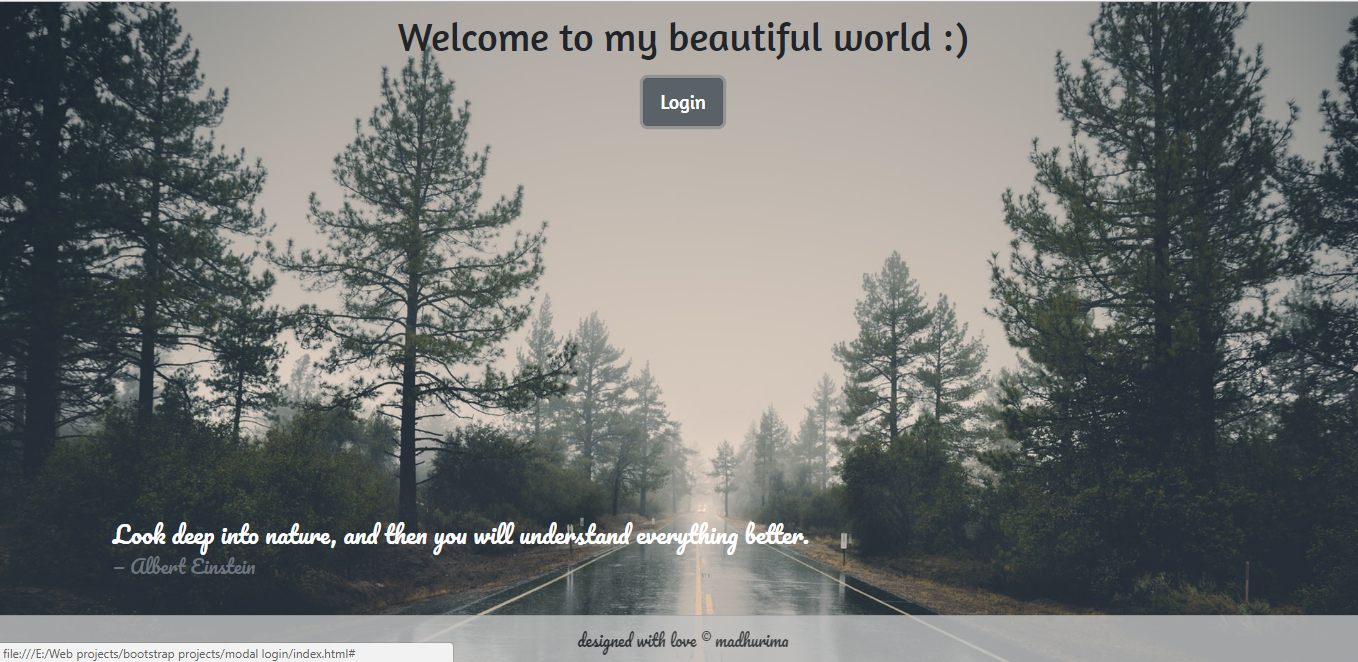 Welcome to my beautiful world :)
Login
Look deep into nature, and then you will understand everything better.
— Albert Einstein
designed with love © madhurima
file:///E:/Web projects/bootstrap projects/modal login/index.html#